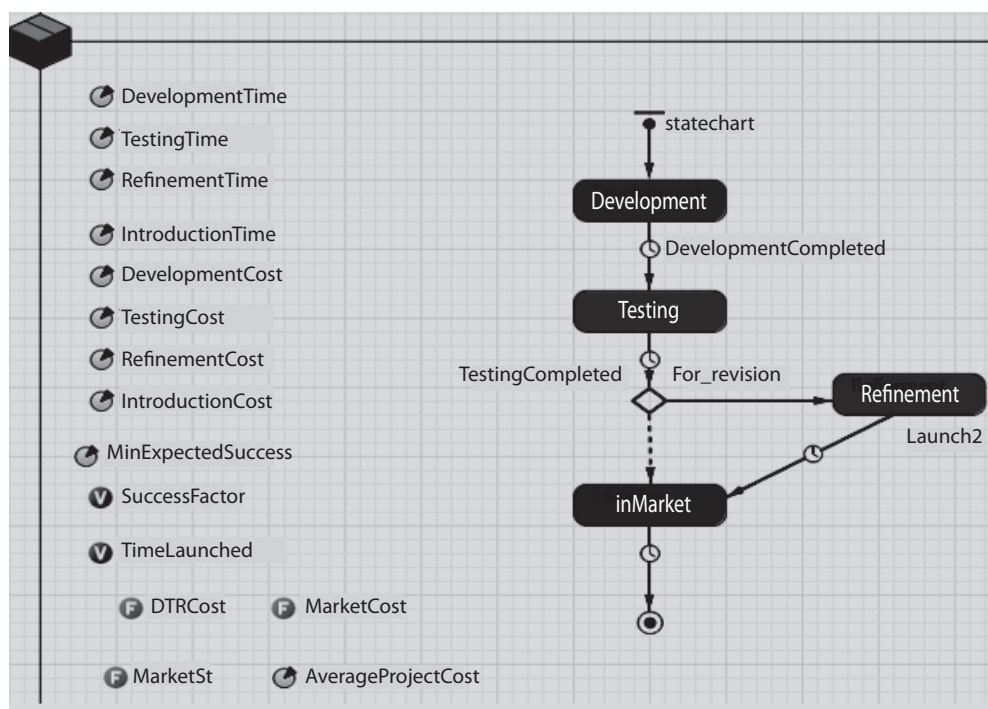 DevelopmentTime
TestingTime
RefinementTime
IntroductionTime
DevelopmentCost
TestingCost
RefinementCost
IntroductionCost
MinExpectedSuccess
V SuccessFactor
V TimeLaunched
F DTRCost
F MarketCost
F MarketSt
AverageProjectCost
statechart
Development
DevelopmentCompleted
Testing
TestingCompleted
For_revision
Refinement
Launch2
inMarket